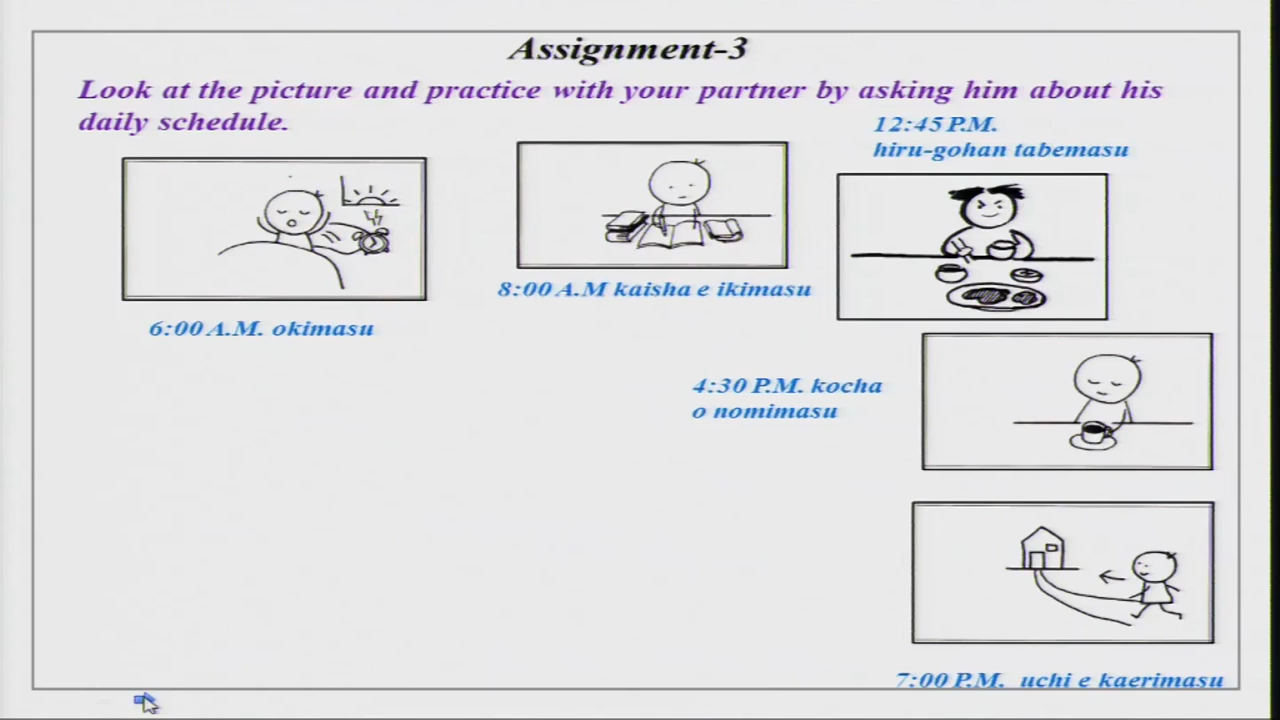 Assignment-3
Look at the picture and practice with your partner by asking him about his
daily schedule.
12:45 P.M.
hiru-gohan tabemasu
8:00 A.M kaisha e ikimasu
6:00 A.M. okimasu
4:30 P.M. kocha
o nomimasu
7:00 P.M. uchi e kaerimasu